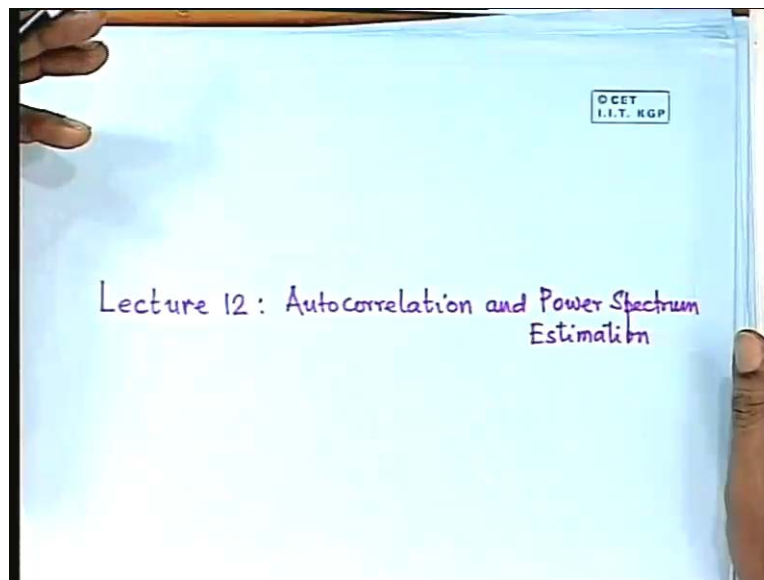 © CET
I.I.T. KGP
Lecture 12 : Autocorrelation and Power Spectrum
Estimation